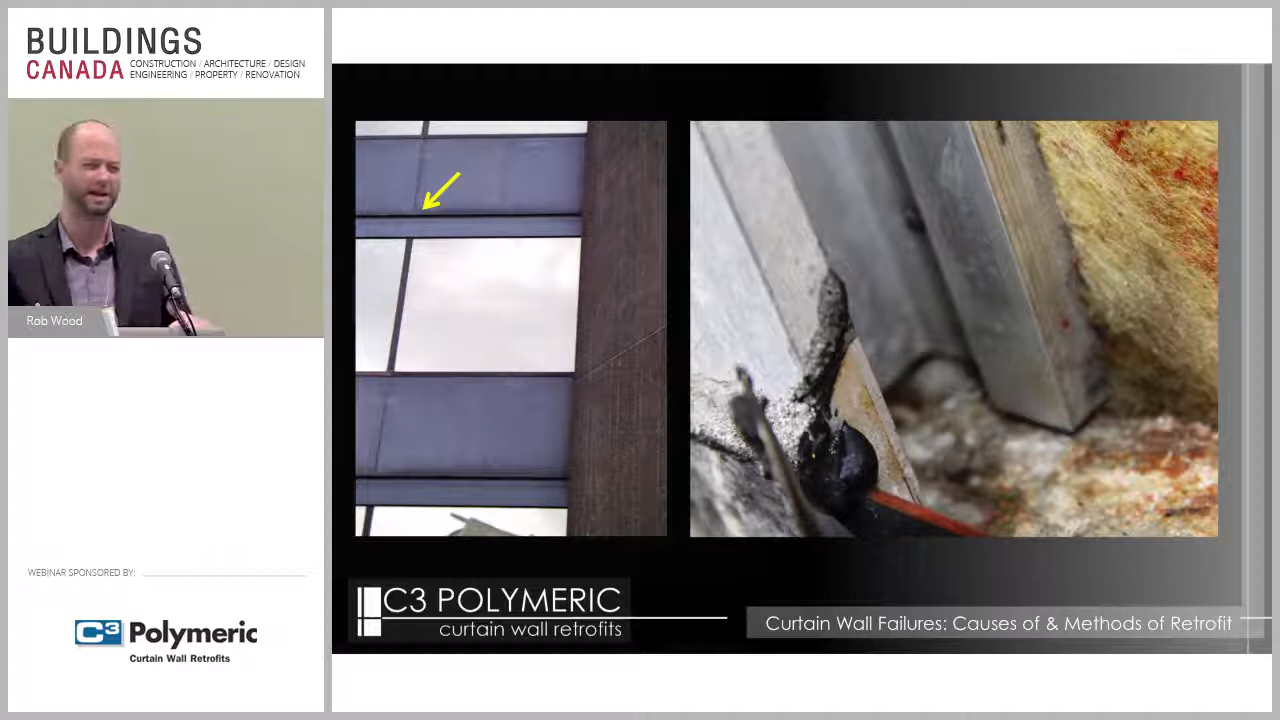 BUILDINGS
CANADA
CONSTRUCTION / ARCHITECTURE / DESIGN
ENGINEERING / PROPERTY / RENOVATION
Rob Wood
WEBINAR SPONSORED BY:
C3 Polymeric
Curtain Wall Retrofits
C3 POLYMERIC
curtain wall retrofits
Curtain Wall Failures: Causes of & Methods of Retrofit